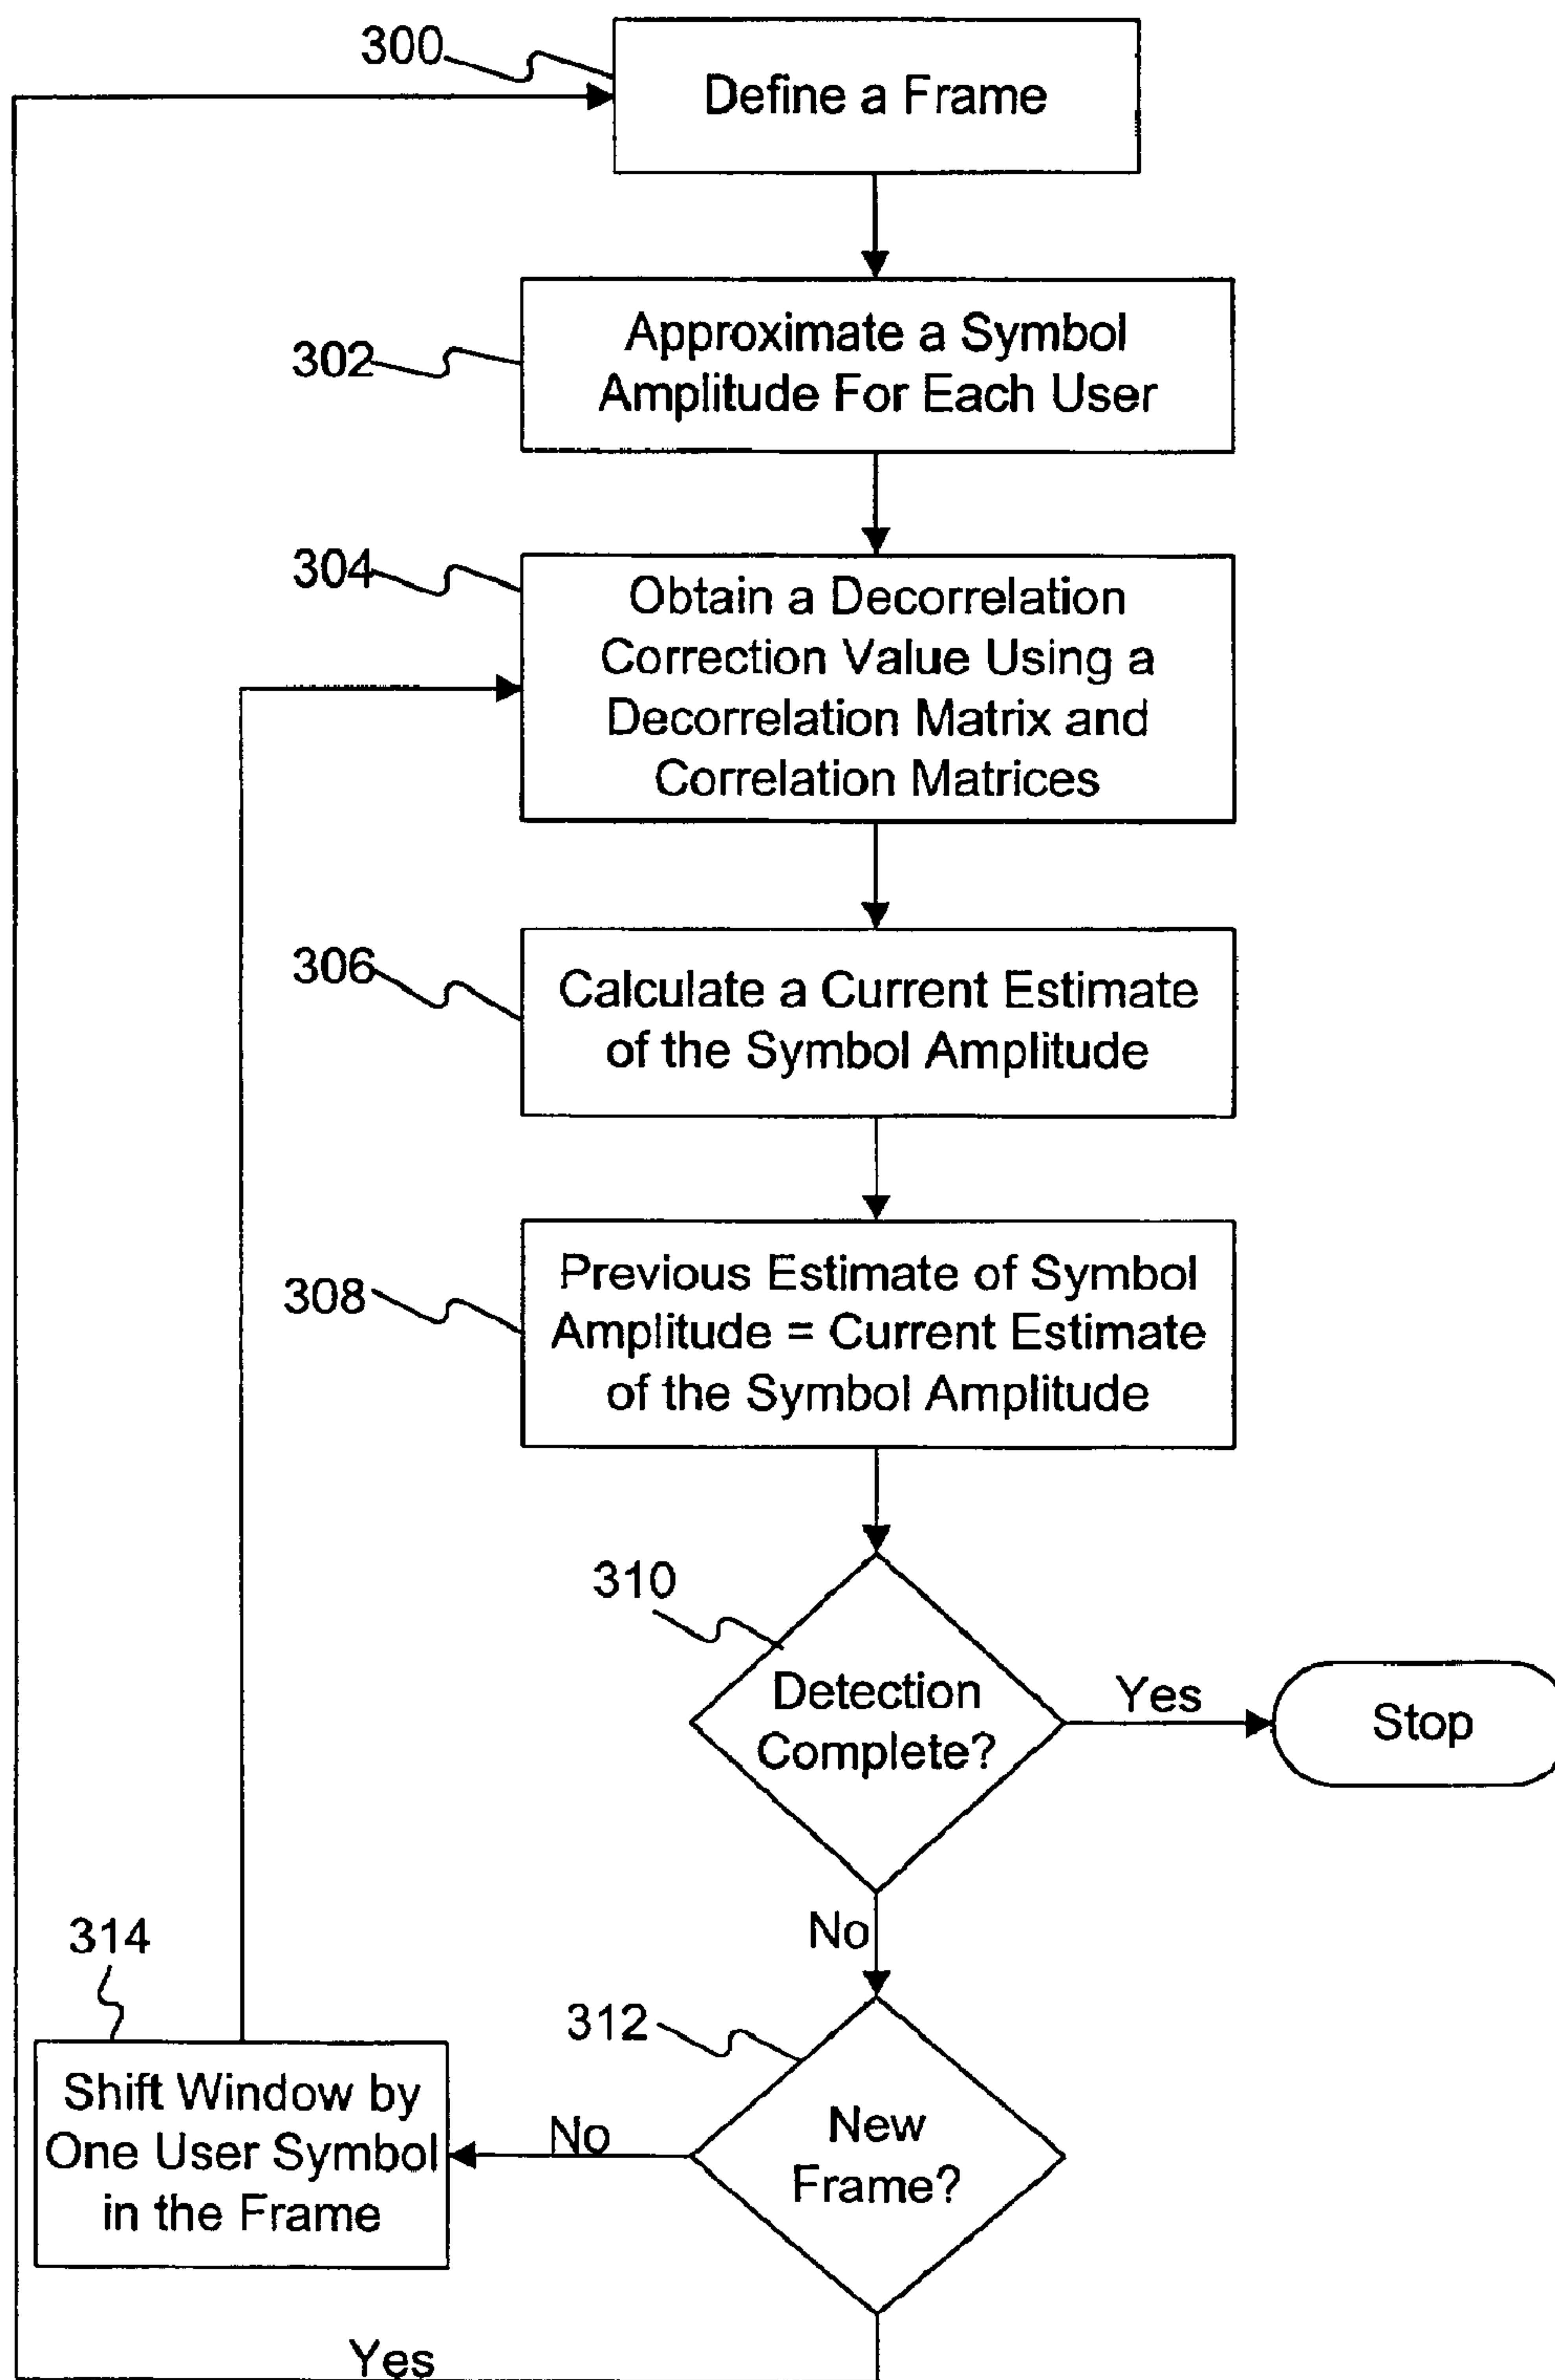 300
Define a Frame
302
Approximate a Symbol
Amplitude For Each User
304
Obtain a Decorrelation
Correction Value Using a
Decorrelation Matrix and
Correlation Matrices
306
Calculate a Current Estimate
of the Symbol Amplitude
308
Previous Estimate of Symbol
Amplitude = Current Estimate
of the Symbol Amplitude
310
Detection
Complete?
Yes
Stop
No
312
New
Frame?
No
314
Shift Window by
One User Symbol
in the Frame
Yes